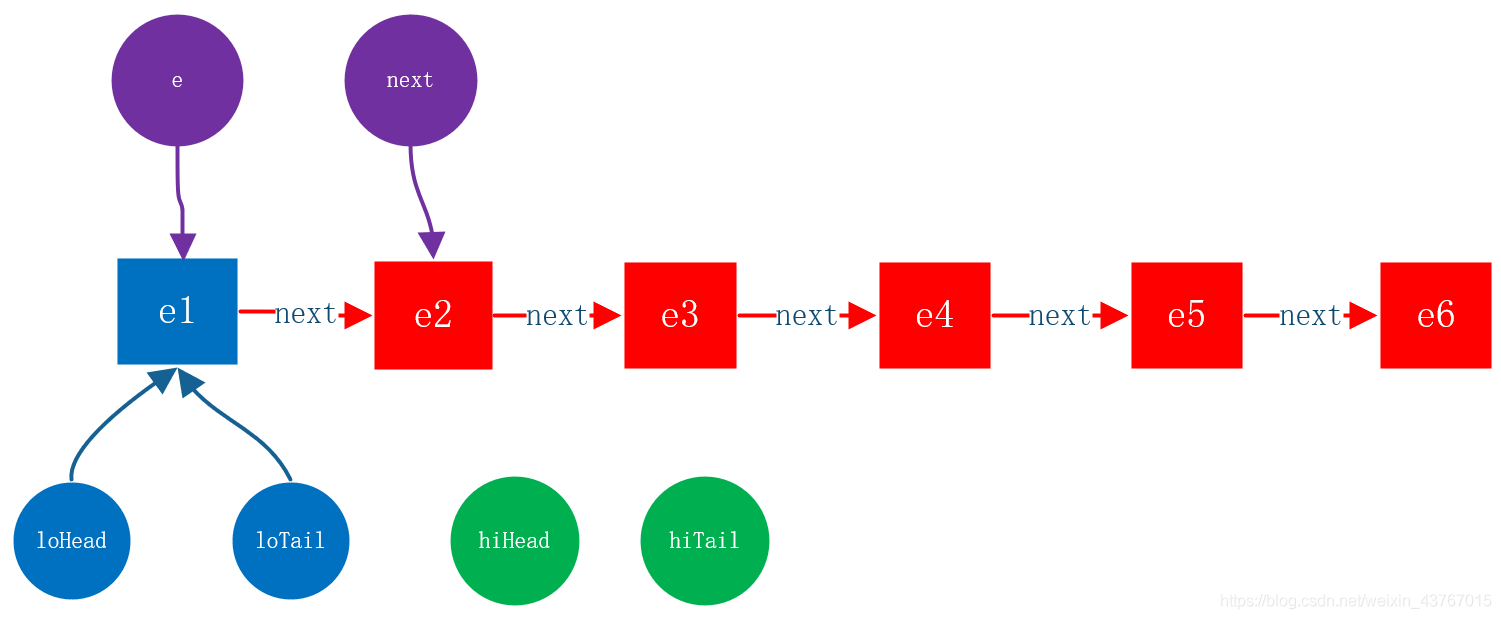 e
next
e1
next
e2
next
e3
next
e4
next
e5
next
e6
loHead
loTail
hiHead
hiTail
https://blog.csdn.net/weixin_43767015